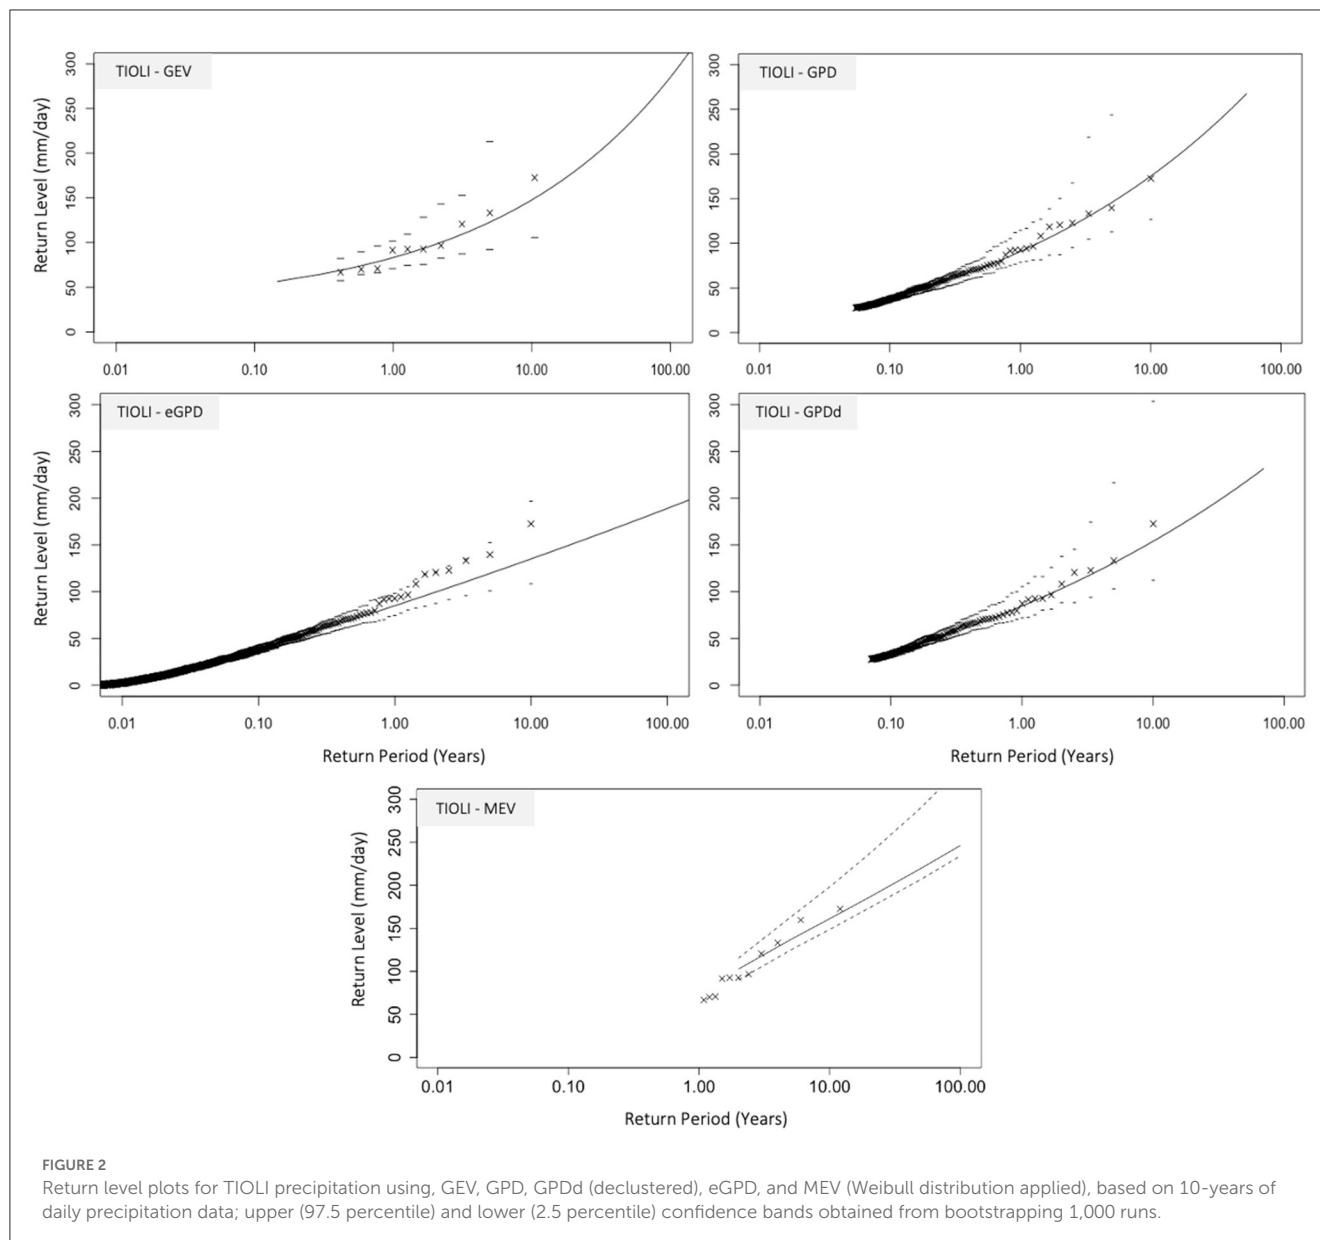 TIOLI - GEV
Return Level (mm/day)
300
250
200
150
100
50
0
0.01 0.10 1.00 10.00 100.00
TIOLI - GPD
300
250
200
150
100
50
0
0.01 0.10 1.00 10.00 100.00
TIOLI - eGPD
Return Level (mm/day)
300
250
200
150
100
50
0
0.01 0.10 1.00 10.00 100.00
Return Period (Years)
TIOLI - GPDd
300
250
200
150
100
50
0
0.01 0.10 1.00 10.00 100.00
Return Period (Years)
TIOLI - MEV
Return Level (mm/day)
300
250
200
150
100
50
0
0.01 0.10 1.00 10.00 100.00
Return Period (Years)
FIGURE 2
Return level plots for TIOLI precipitation using, GEV, GPD, GPDd (declustered), eGPD, and MEV (Weibull distribution applied), based on 10-years of
daily precipitation data; upper (97.5 percentile) and lower (2.5 percentile) confidence bands obtained from bootstrapping 1,000 runs.